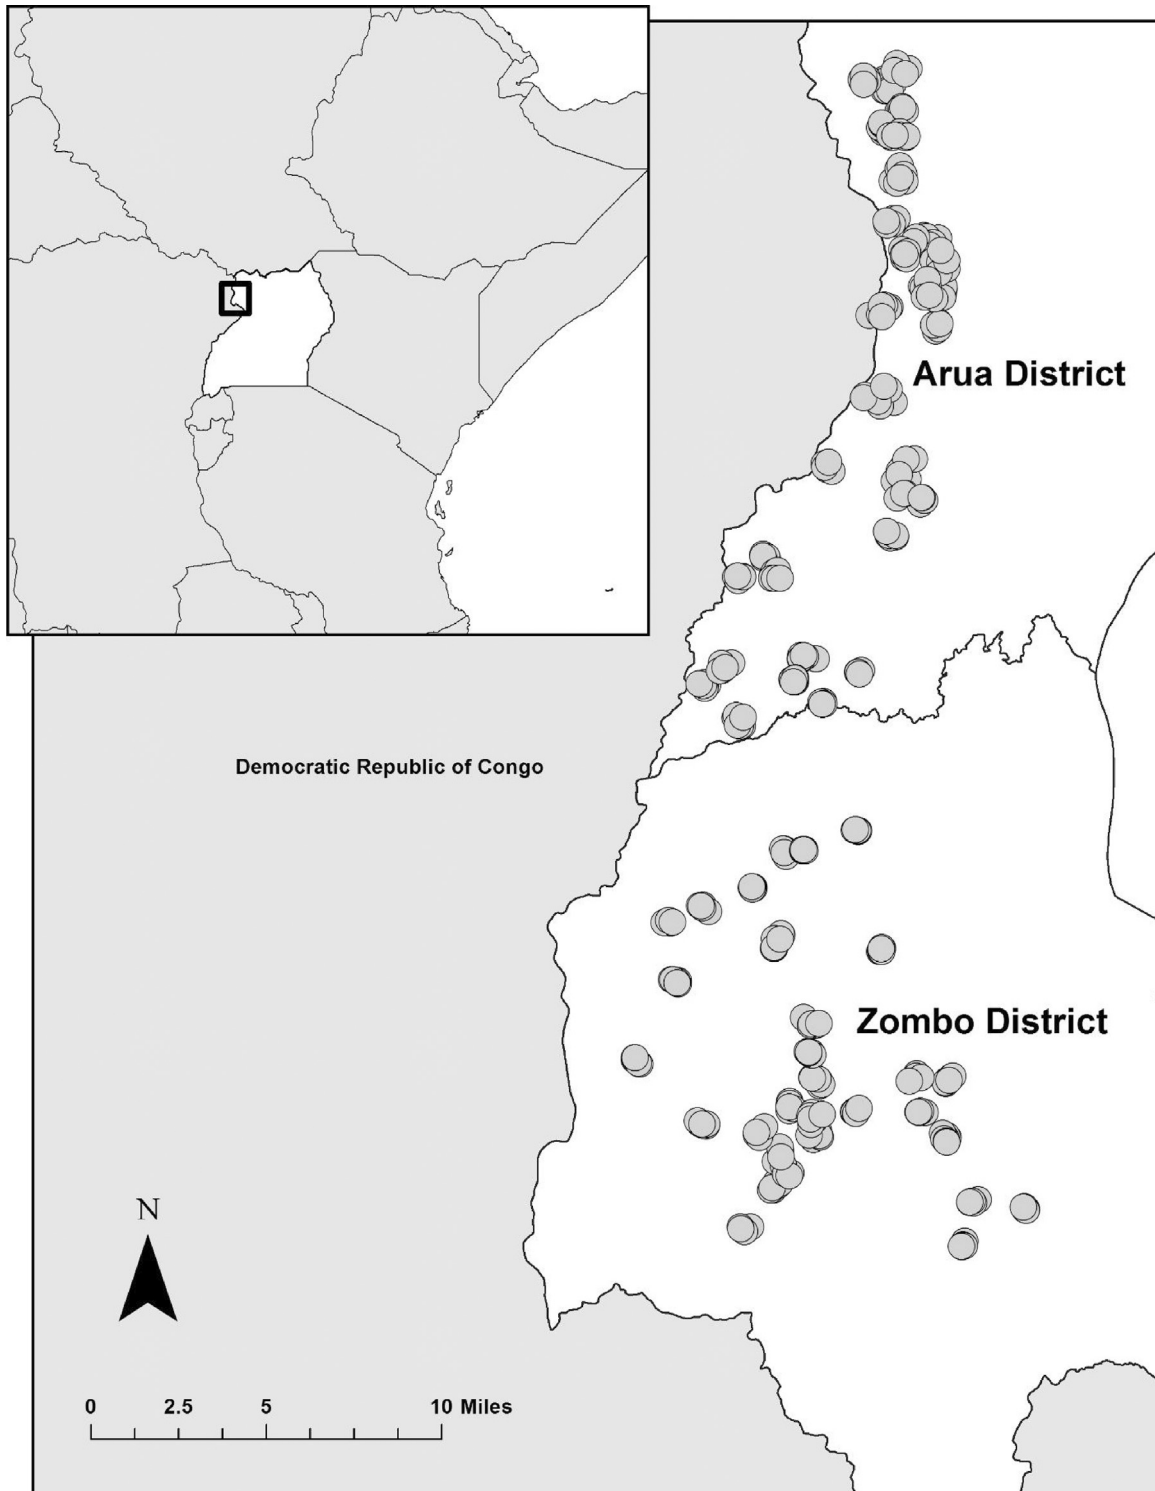 Arua District
Democratic Republic of Congo
Zombo District
N
0 2.5 5 10 Miles